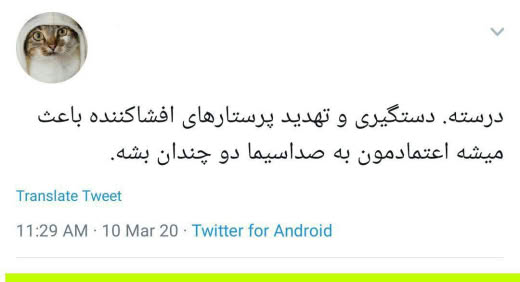 درسته. دستگیری و تهدید پرستارهای افشاکننده باعث
میشه اعتمادمون به صداسیما دو چندان بشه.
Translate Tweet
11:29 AM · 10 Mar 20 · Twitter for Android